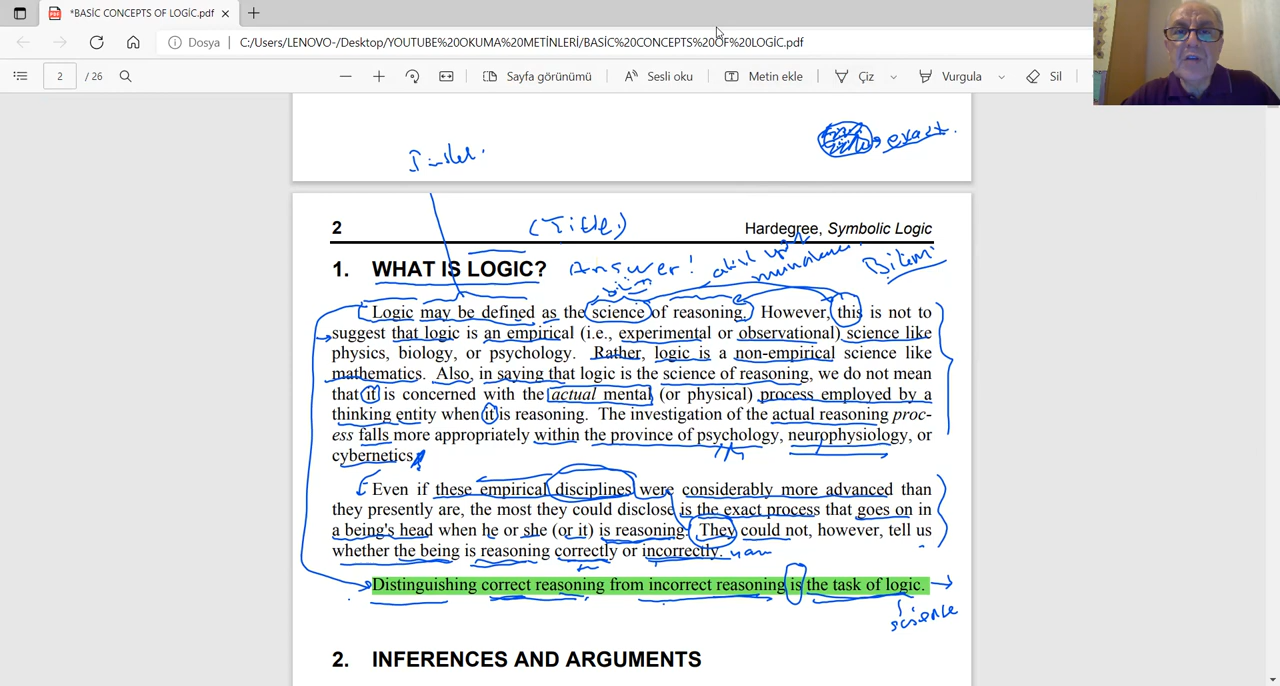 *BASİC CONCEPTS OF LOGİC.pdf
Dosya C:/Users/LENOVO-/Desktop/YOUTUBE%20OKUMA%20METİNLERİ/BASİC%20CONCEPTS%20OF%20LOGİC.pdf
2 / 26 Sayfa görünümü Sesli oku Metin ekle Çiz Vurgula Sil
exact.
2 (Title) Hardegree, Symbolic Logic
1. WHAT IS LOGIC? Answer! Bilim
Logic may be defined as the science of reasoning. However, this is not to
suggest that logic is an empirical (i.e., experimental or observational) science like
physics, biology, or psychology. Rather, logic is a non-empirical science like
mathematics. Also, in saying that logic is the science of reasoning, we do not mean
that it is concerned with the actual mental (or physical) process employed by a
thinking entity when it is reasoning. The investigation of the actual reasoning proc-
ess falls more appropriately within the province of psychology, neurophysiology, or
cybernetics.
Even if these empirical disciplines were considerably more advanced than
they presently are, the most they could disclose is the exact process that goes on in
a being's head when he or she (or it) is reasoning. They could not, however, tell us
whether the being is reasoning correctly or incorrectly.
Distinguishing correct reasoning from incorrect reasoning is the task of logic.
science
2. INFERENCES AND ARGUMENTS